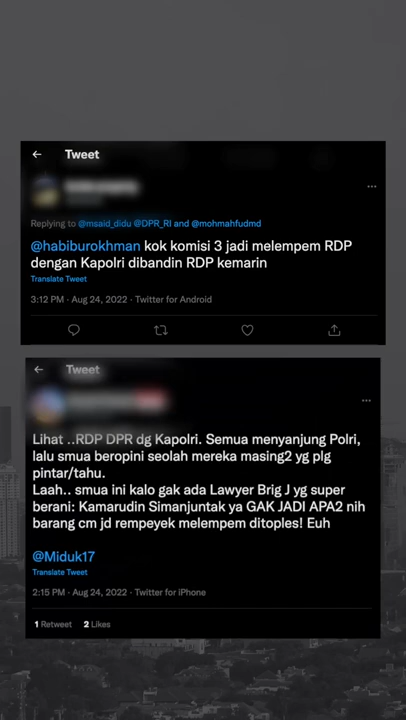 Tweet
Replying to @msaid_didu @DPR_RI and @mohmahfudmd
@habiburokhman kok komisi 3 jadi melempem RDP
dengan Kapolri dibandin RDP kemarin
Translate Tweet
3:12 PM · Aug 24, 2022 · Twitter for Android
Tweet
Lihat ..RDP DPR dg Kapolri. Semua menyanjung Polri,
lalu smua beropini seolah mereka masing2 yg plg
pintar/tahu.
Laah.. smua ini kalo gak ada Lawyer Brig J yg super
berani: Kamarudin Simanjuntak ya GAK JADI APA2 nih
barang cm jd rempeyek melempem ditoples! Euh
@Miduk17
Translate Tweet
2:15 PM · Aug 24, 2022 · Twitter for iPhone
1 Retweet 2 Likes